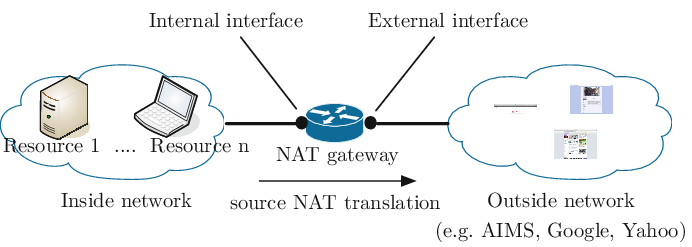 Internal interface
External interface
Resource 1 .... Resource n
NAT gateway
Inside network
source NAT translation
Outside network
(e.g. AIMS, Google, Yahoo)